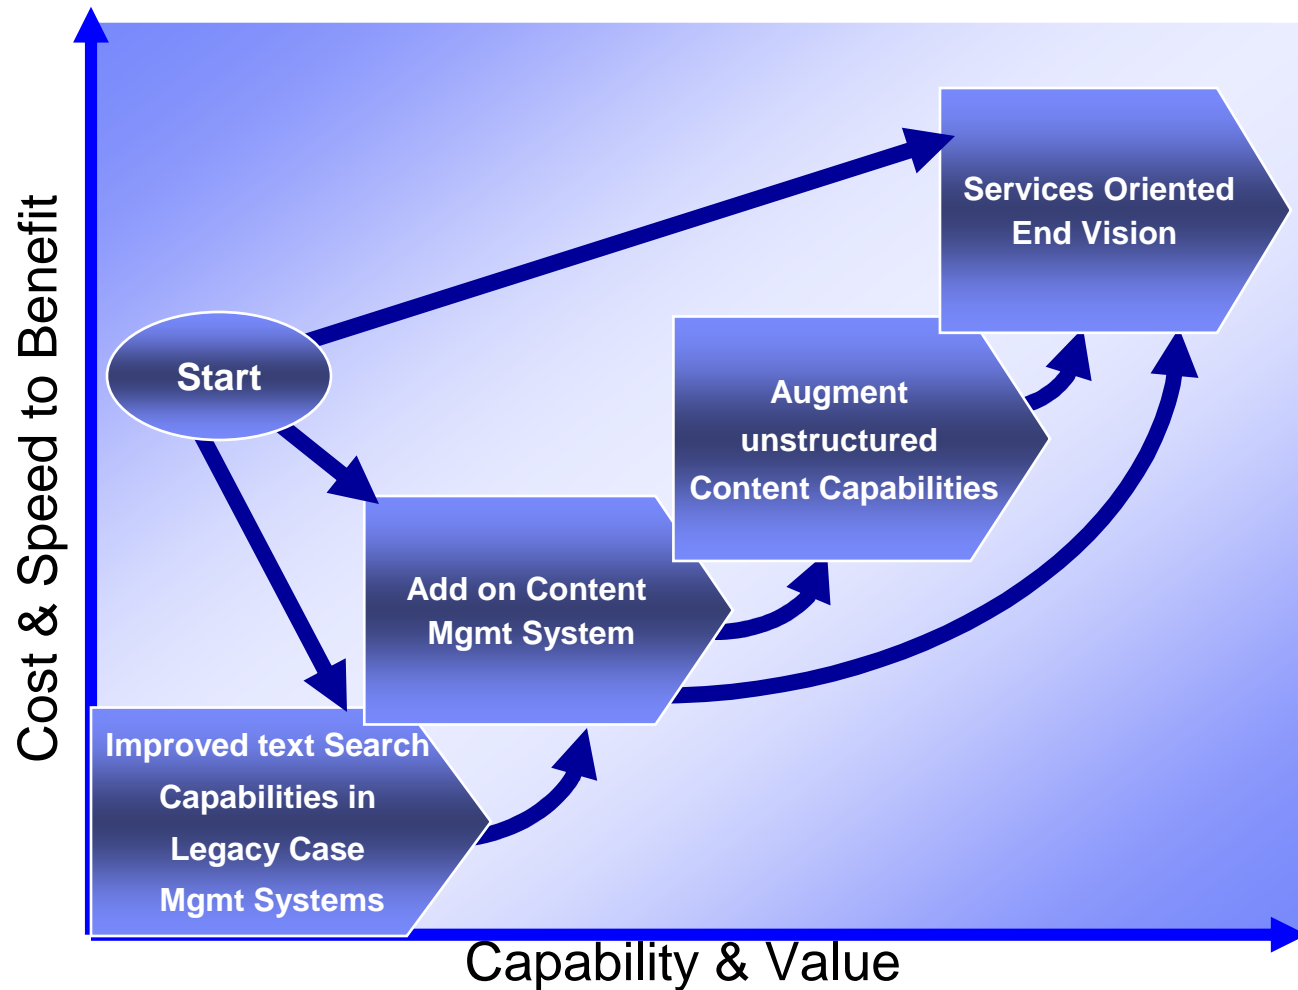 Cost & Speed to Benefit
Services Oriented
End Vision
Start
Augment
unstructured
Content Capabilities
Add on Content
Mgmt System
Improved text Search
Capabilities in
Legacy Case
Mgmt Systems
Capability & Value